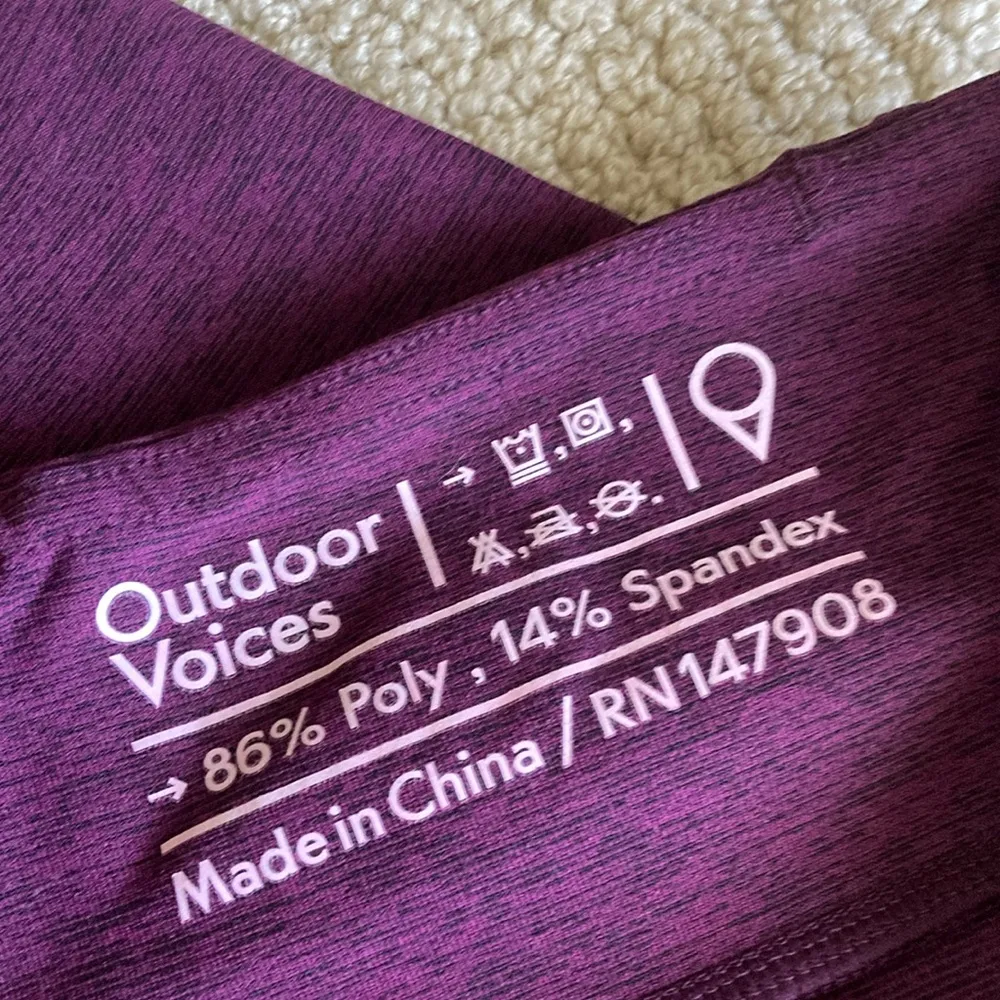 Outdoor
Voices
→ 86% Poly , 14% Spandex
Made in China / RN147908